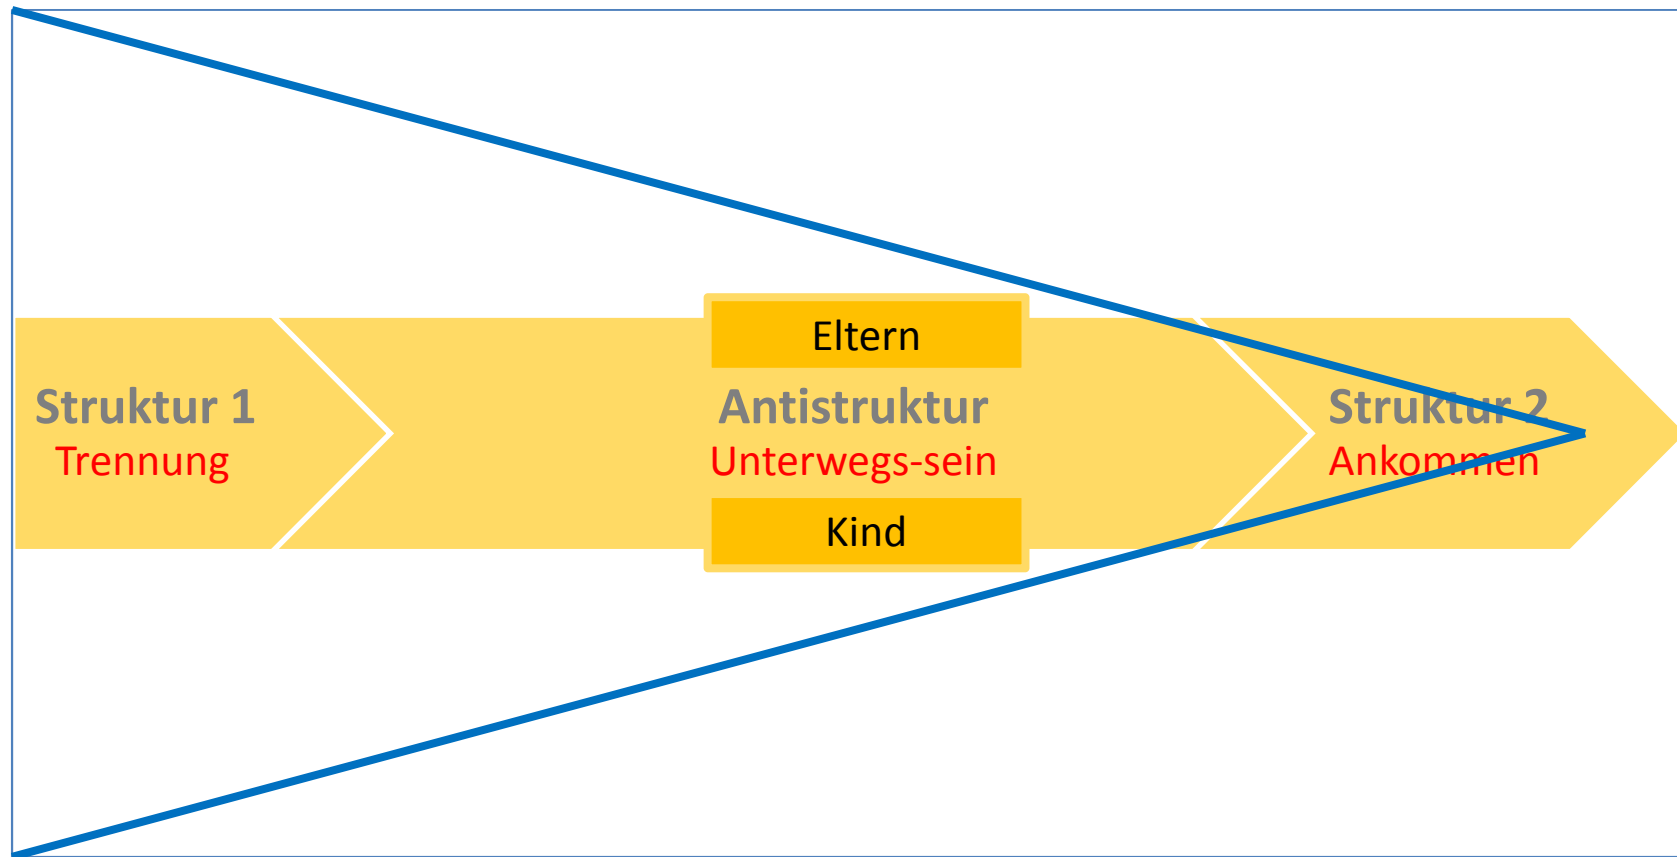 Eltern
Struktur 1
Trennung
Antistruktur
Unterwegs-sein
Struktur 2
Ankommen
Kind